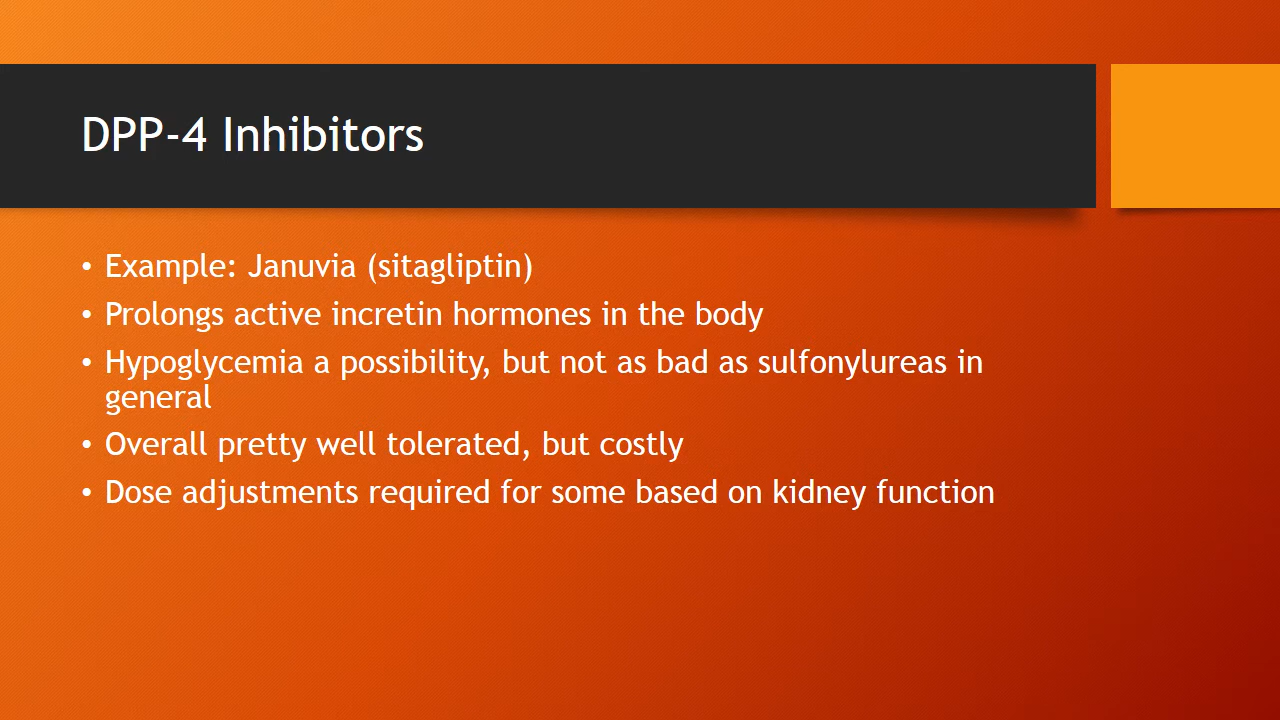 DPP-4 Inhibitors
• Example: Januvia (sitagliptin)
• Prolongs active incretin hormones in the body
• Hypoglycemia a possibility, but not as bad as sulfonylureas in
general
• Overall pretty well tolerated, but costly
• Dose adjustments required for some based on kidney function